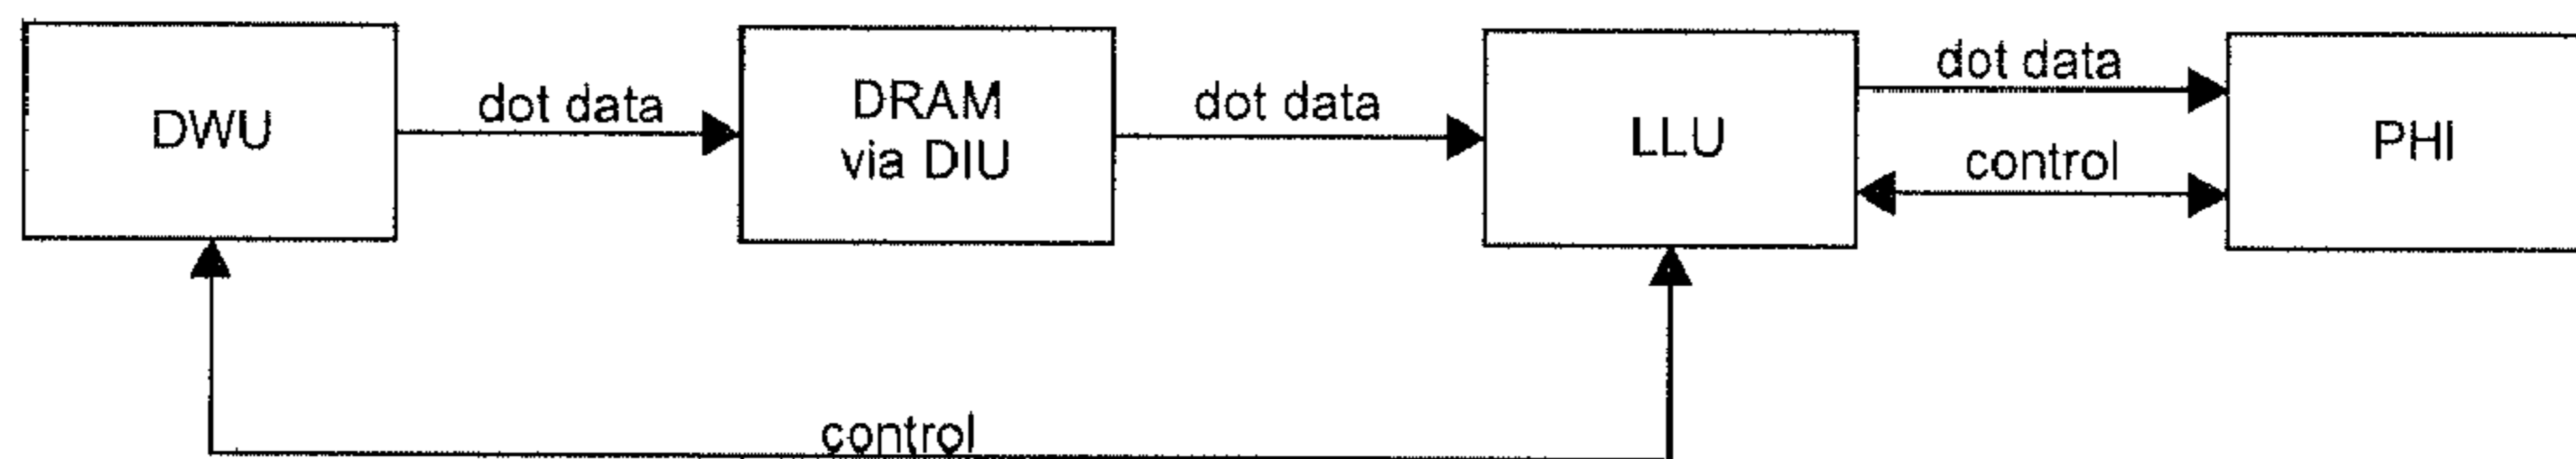 DWU
dot data
DRAM
via DIU
dot data
LLU
dot data
control
PHI
control